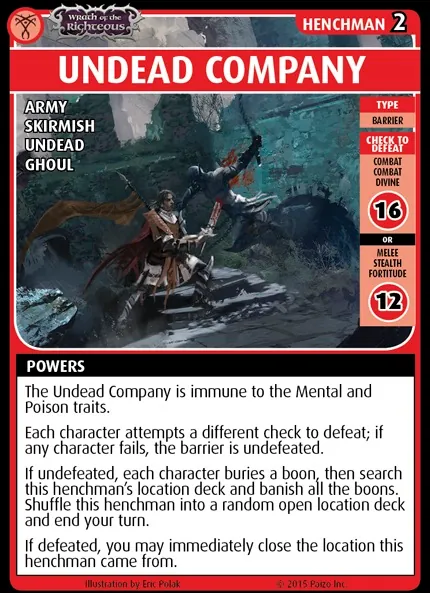 Wrath of the
Righteous
HENCHMAN 2
UNDEAD COMPANY
ARMY
SKIRMISH
UNDEAD
GHOUL
TYPE
BARRIER
CHECK TO
DEFEAT
COMBAT
COMBAT
DIVINE
16
OR
MELEE
STEALTH
FORTITUDE
12
POWERS
The Undead Company is immune to the Mental and
Poison traits.
Each character attempts a different check to defeat; if
any character fails, the barrier is undefeated.
If undefeated, each character buries a boon, then search
this henchman's location deck and banish all the boons.
Shuffle this henchman into a random open location deck
and end your turn.
If defeated, you may immediately close the location this
henchman came from.
Illustration by Eric Polak
© 2015 Paizo Inc.